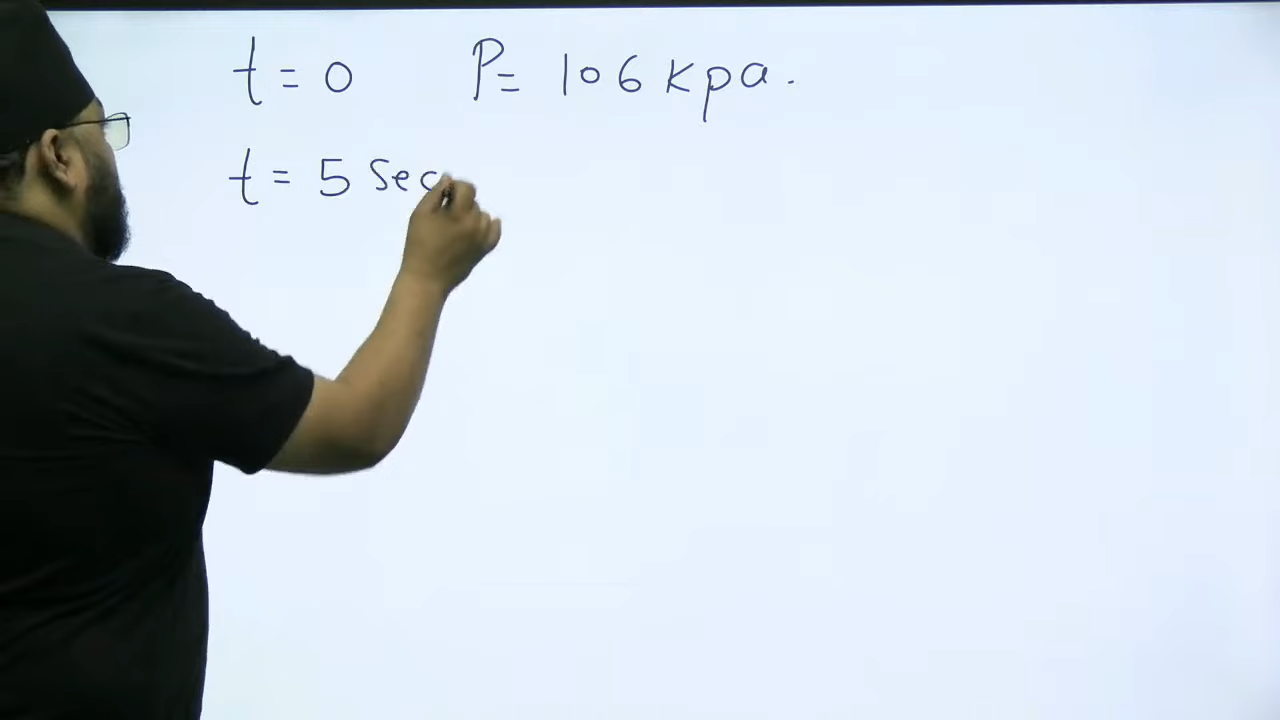 t = 0 P = 106 kpa.
t = 5 Sec